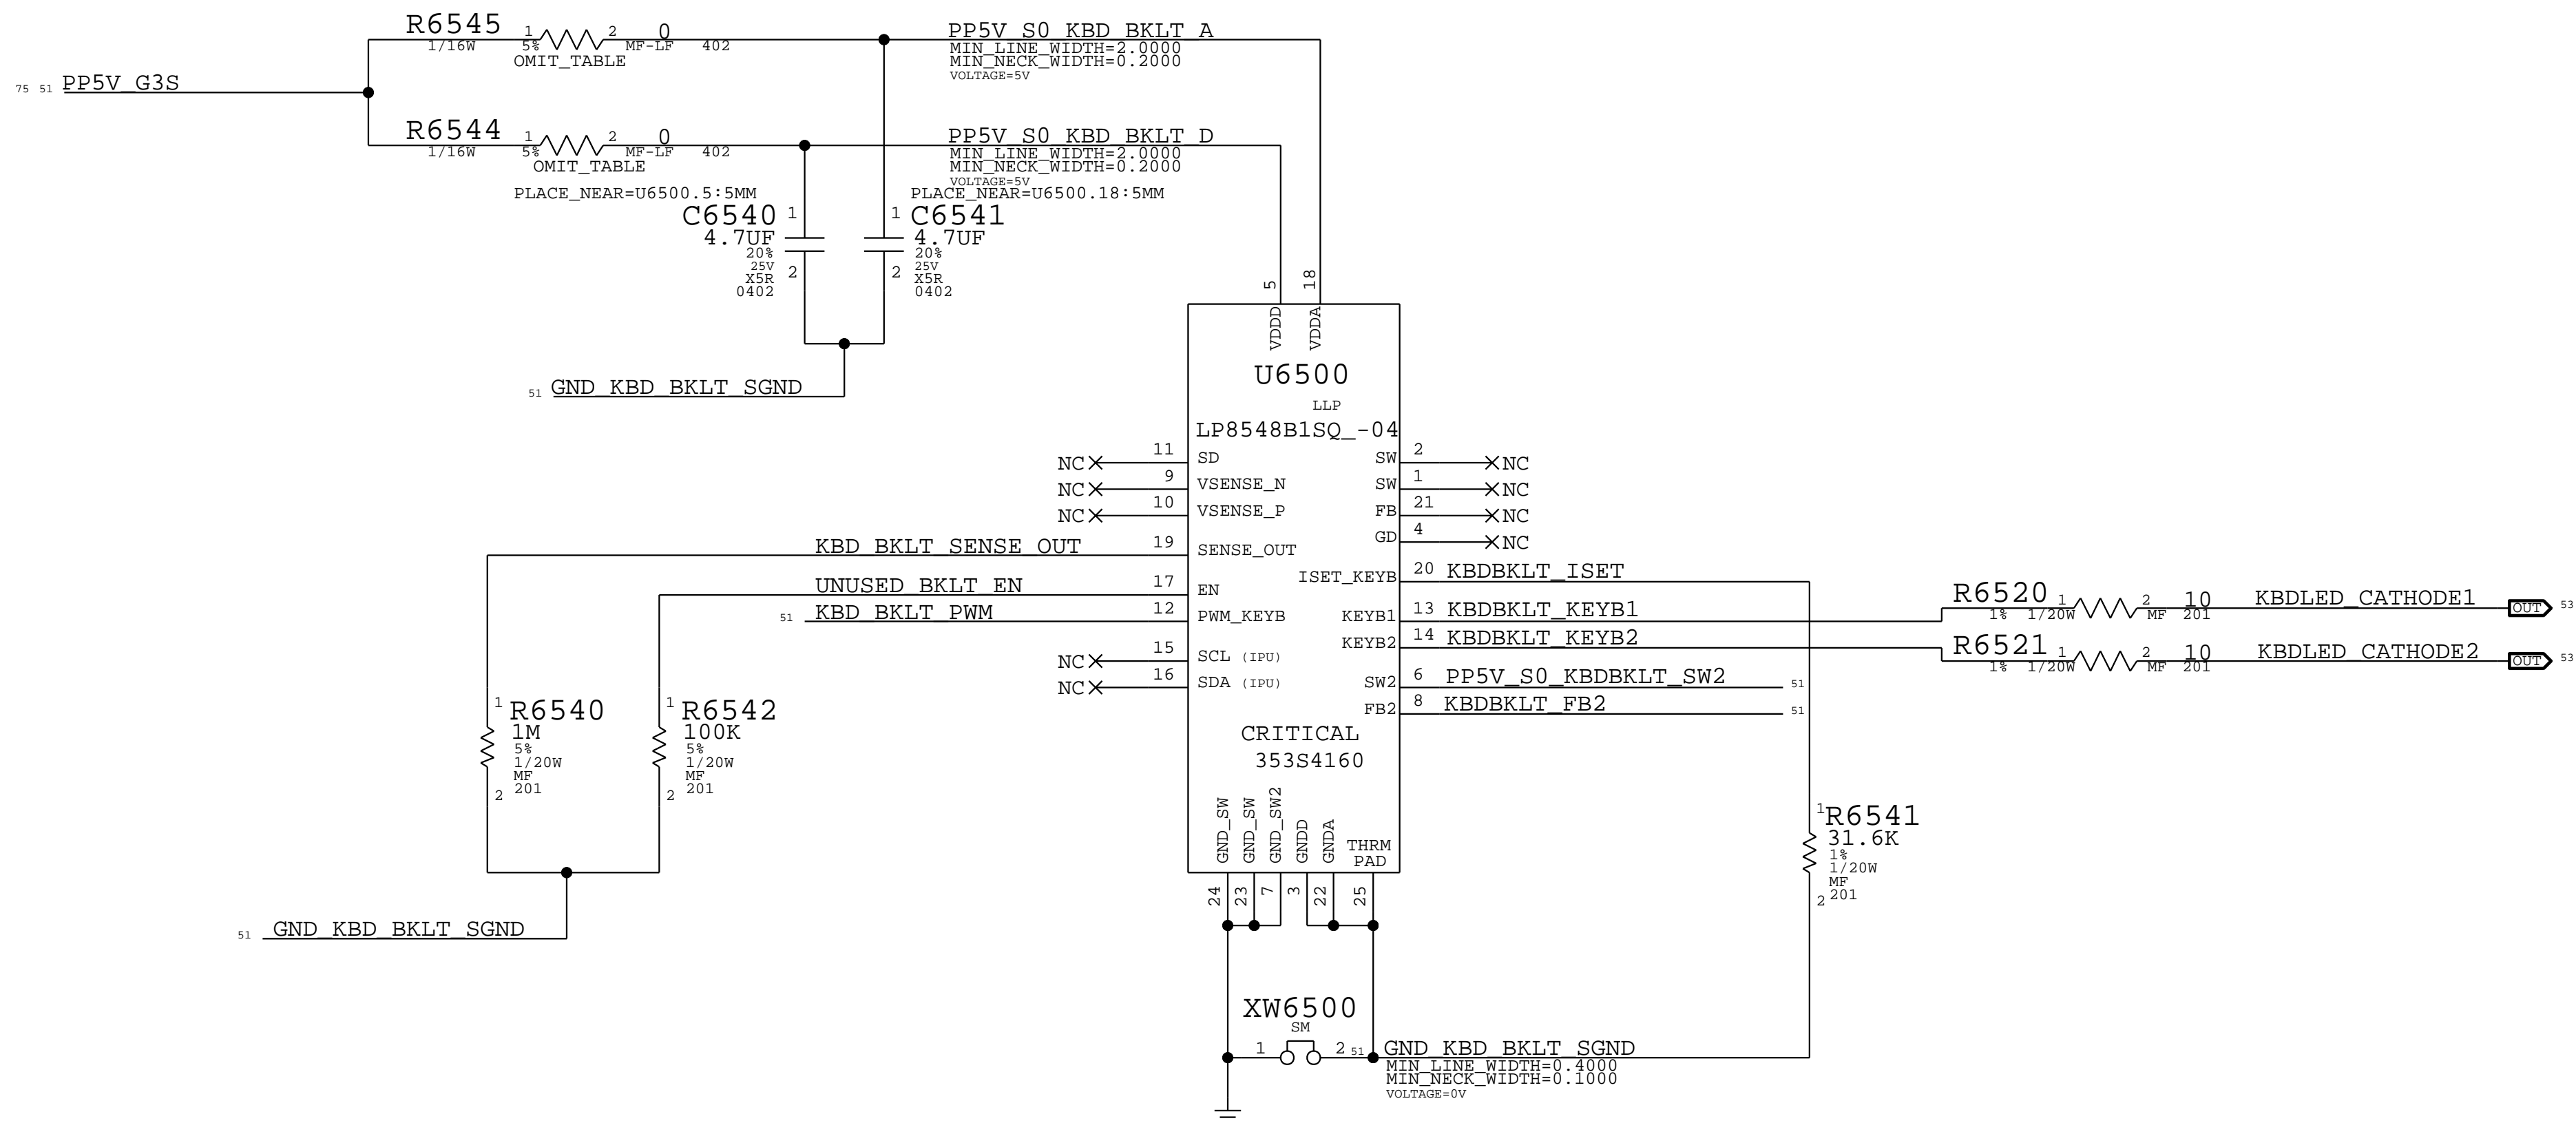 R6545
1/16W
1
5%
2
0
MF-LF
402
OMIT_TABLE
PP5V_S0_KBD_BKLT_A
MIN_LINE_WIDTH=2.0000
MIN_NECK_WIDTH=0.2000
VOLTAGE=5V
75 51 PP5V_G3S
R6544
1/16W
1
5%
2
0
MF-LF
402
OMIT_TABLE
PP5V_S0_KBD_BKLT_D
MIN_LINE_WIDTH=2.0000
MIN_NECK_WIDTH=0.2000
VOLTAGE=5V
PLACE_NEAR=U6500.5:5MM
C6540
4.7UF
20%
25V
X5R
0402
1
2
PLACE_NEAR=U6500.18:5MM
1
2
C6541
4.7UF
20%
25V
X5R
0402
51 GND_KBD_BKLT_SGND
5
18
VDDD
VDDA
U6500
LLP
LP8548B1SQ_-04
NC 11 SD
NC 9 VSENSE_N
NC 10 VSENSE_P
KBD_BKLT_SENSE_OUT 19 SENSE_OUT
UNUSED_BKLT_EN 17 EN
51 KBD_BKLT_PWM 12 PWM_KEYB
NC 15 SCL (IPU)
NC 16 SDA (IPU)
SW 2 NC
SW 1 NC
FB 21 NC
GD 4 NC
ISET_KEYB 20 KBDBKLT_ISET
KEYB1 13 KBDBKLT_KEYB1
KEYB2 14 KBDBKLT_KEYB2
SW2 6 PP5V_S0_KBDBKLT_SW2 51
FB2 8 KBDBKLT_FB2 51
CRITICAL
353S4160
R6520
1%
1/20W
1
2
MF
10
201
KBDLED_CATHODE1
OUT 53
R6521
1%
1/20W
1
2
MF
10
201
KBDLED_CATHODE2
OUT 53
1
R6540
1M
5%
1/20W
MF
201
2
1
R6542
100K
5%
1/20W
MF
201
2
51 GND_KBD_BKLT_SGND
GND_SW
GND_SW
GND_SW2
GNDD
GNDA
THRM
PAD
24
23
7
3
22
25
1
R6541
31.6K
1%
1/20W
MF
201
2
XW6500
SM
1
2
51 GND_KBD_BKLT_SGND
MIN_LINE_WIDTH=0.4000
MIN_NECK_WIDTH=0.1000
VOLTAGE=0V